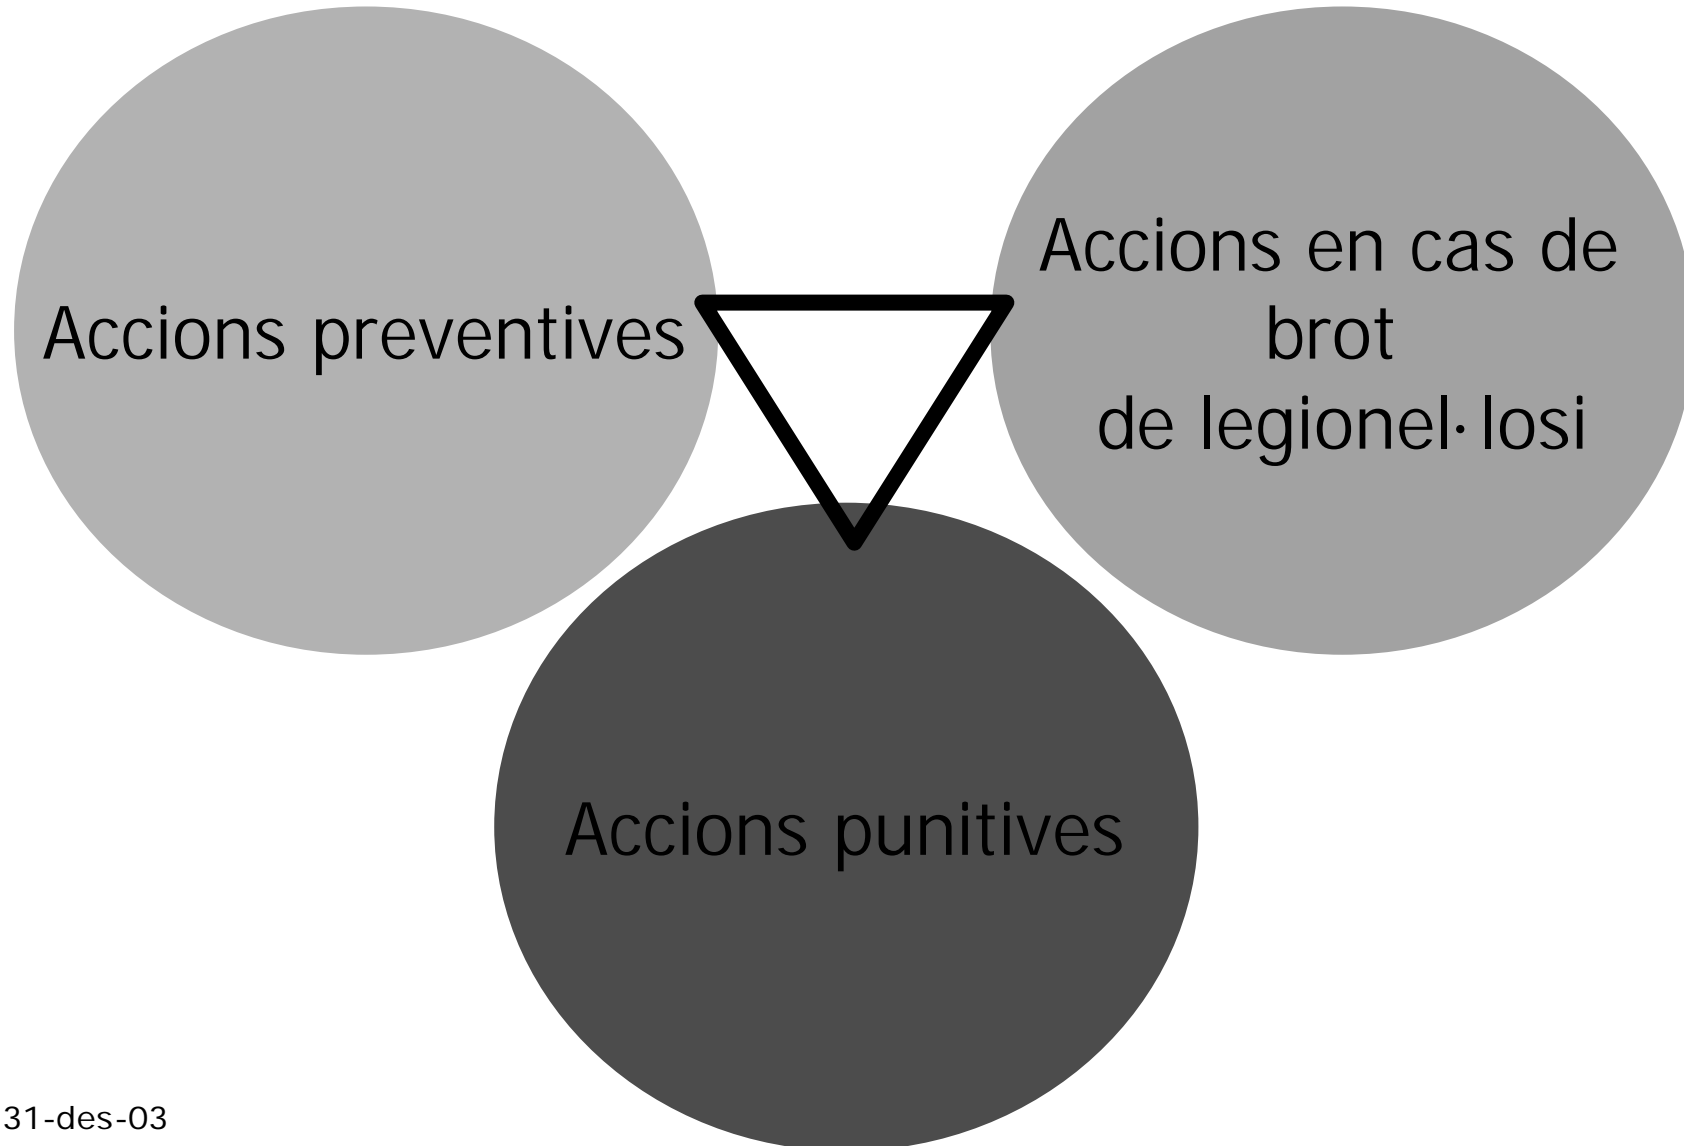 Accions preventives
Accions en cas de
brot
de legionel·losi
Accions punitives
31-des-03